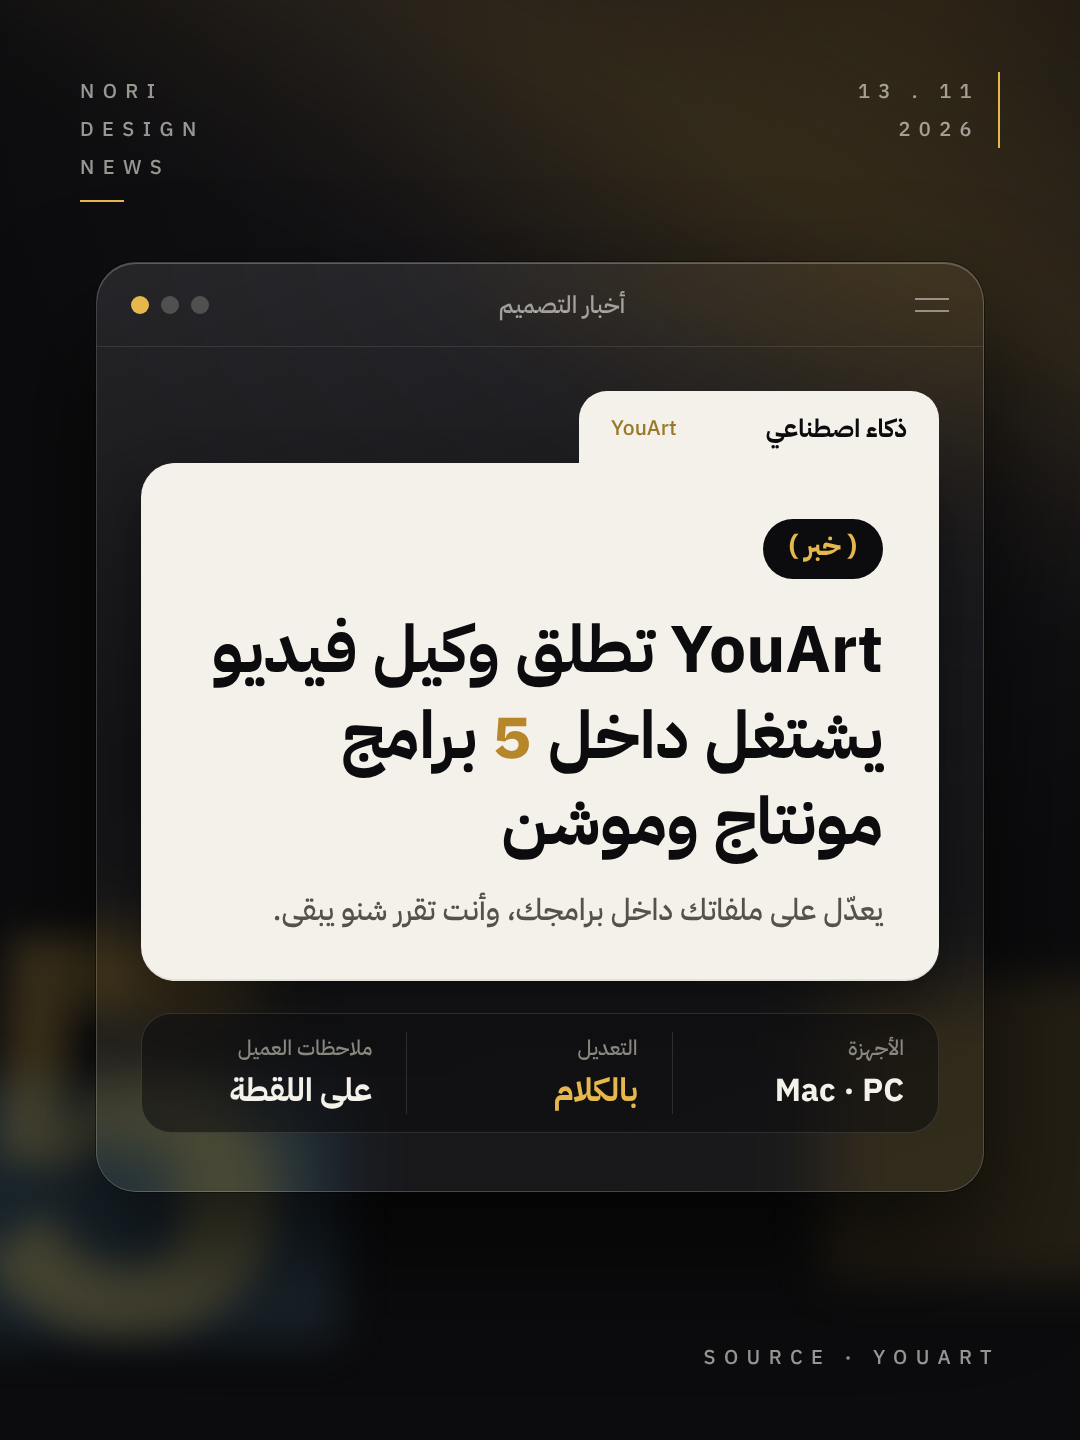 NORI
DESIGN
NEWS
13 . 11
2026
أخبار التصميم
ذكاء اصطناعي
YouArt
( خبر )
YouArt تطلق وكيل فيديو
يشتغل داخل 5 برامج
مونتاج وموشن
يعدّل على ملفاتك داخل برامجك، وأنت تقرر شنو يبقى.
الأجهزة
Mac · PC
التعديل
بالكلام
ملاحظات العميل
على اللقطة
SOURCE · YOUART